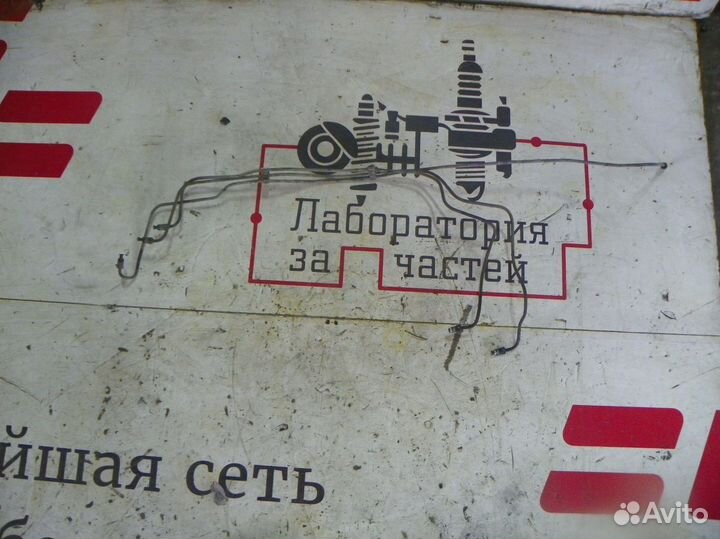 Лаборатория
за частей
йшая сеть
Avito